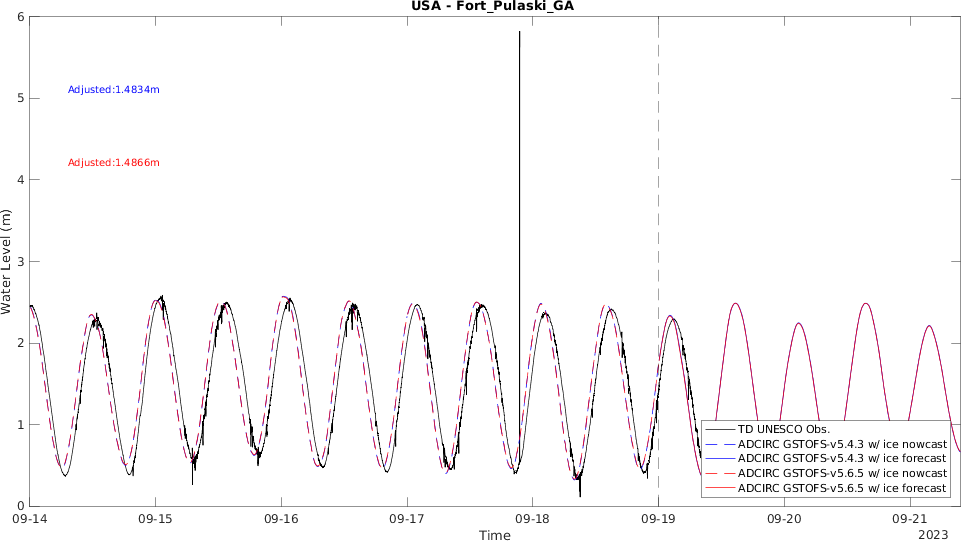 USA - Fort_Pulaski_GA
6
5
4
3
2
1
0
Water Level (m)
Adjusted:1.4834m
Adjusted:1.4866m
TD UNESCO Obs.
ADCIRC GSTOFS-v5.4.3 w/ ice nowcast
ADCIRC GSTOFS-v5.4.3 w/ ice forecast
ADCIRC GSTOFS-v5.6.5 w/ ice nowcast
ADCIRC GSTOFS-v5.6.5 w/ ice forecast
09-14 09-15 09-16 09-17 09-18 09-19 09-20 09-21
Time
2023